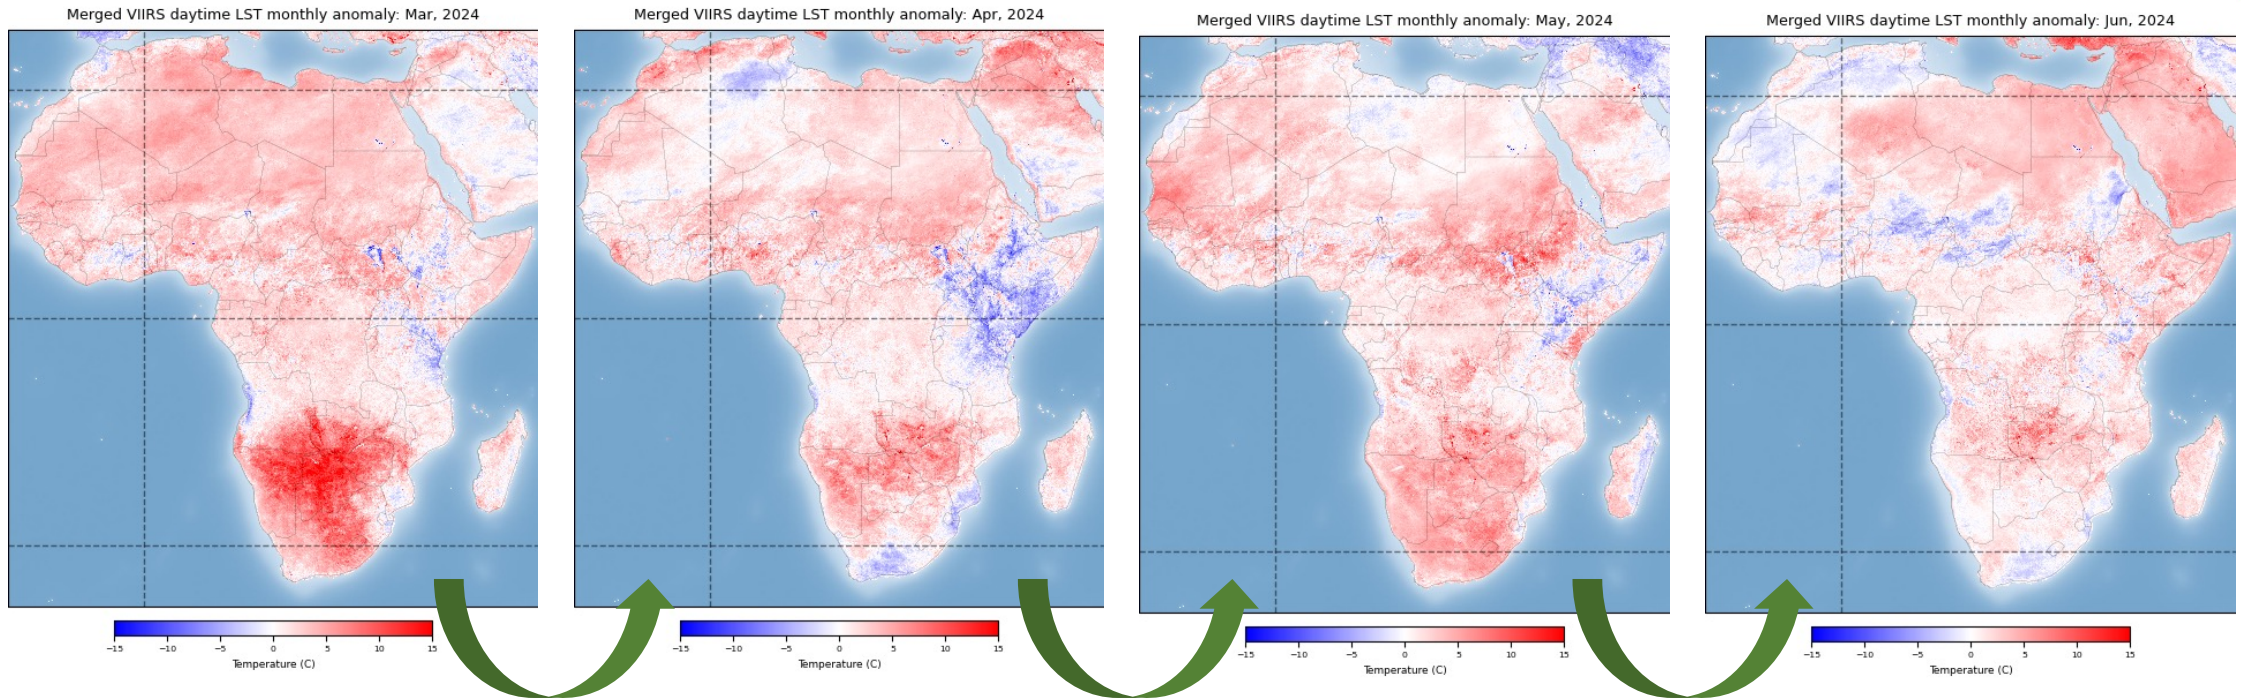 Merged VIIRS daytime LST monthly anomaly: Mar, 2024
−15 −10 −5 0 5 10 15
Temperature (C)
Merged VIIRS daytime LST monthly anomaly: Apr, 2024
−15 −10 −5 0 5 10 15
Temperature (C)
Merged VIIRS daytime LST monthly anomaly: May, 2024
−15 −10 −5 0 5 10 15
Temperature (C)
Merged VIIRS daytime LST monthly anomaly: Jun, 2024
−15 −10 −5 0 5 10 15
Temperature (C)